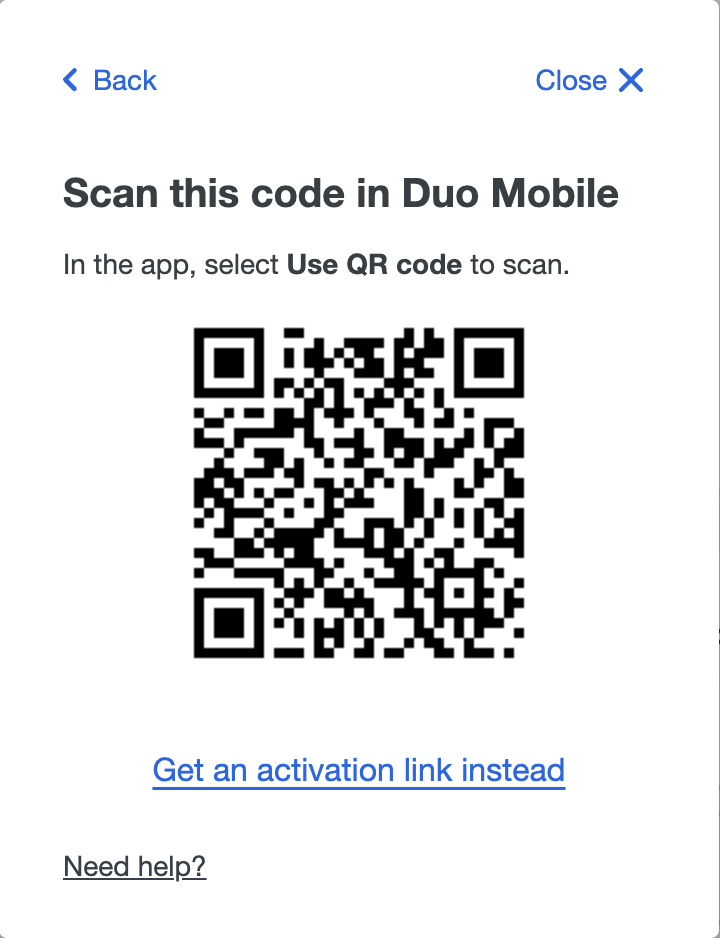 Back
Close
Scan this code in Duo Mobile
In the app, select Use QR code to scan.
Get an activation link instead
Need help?